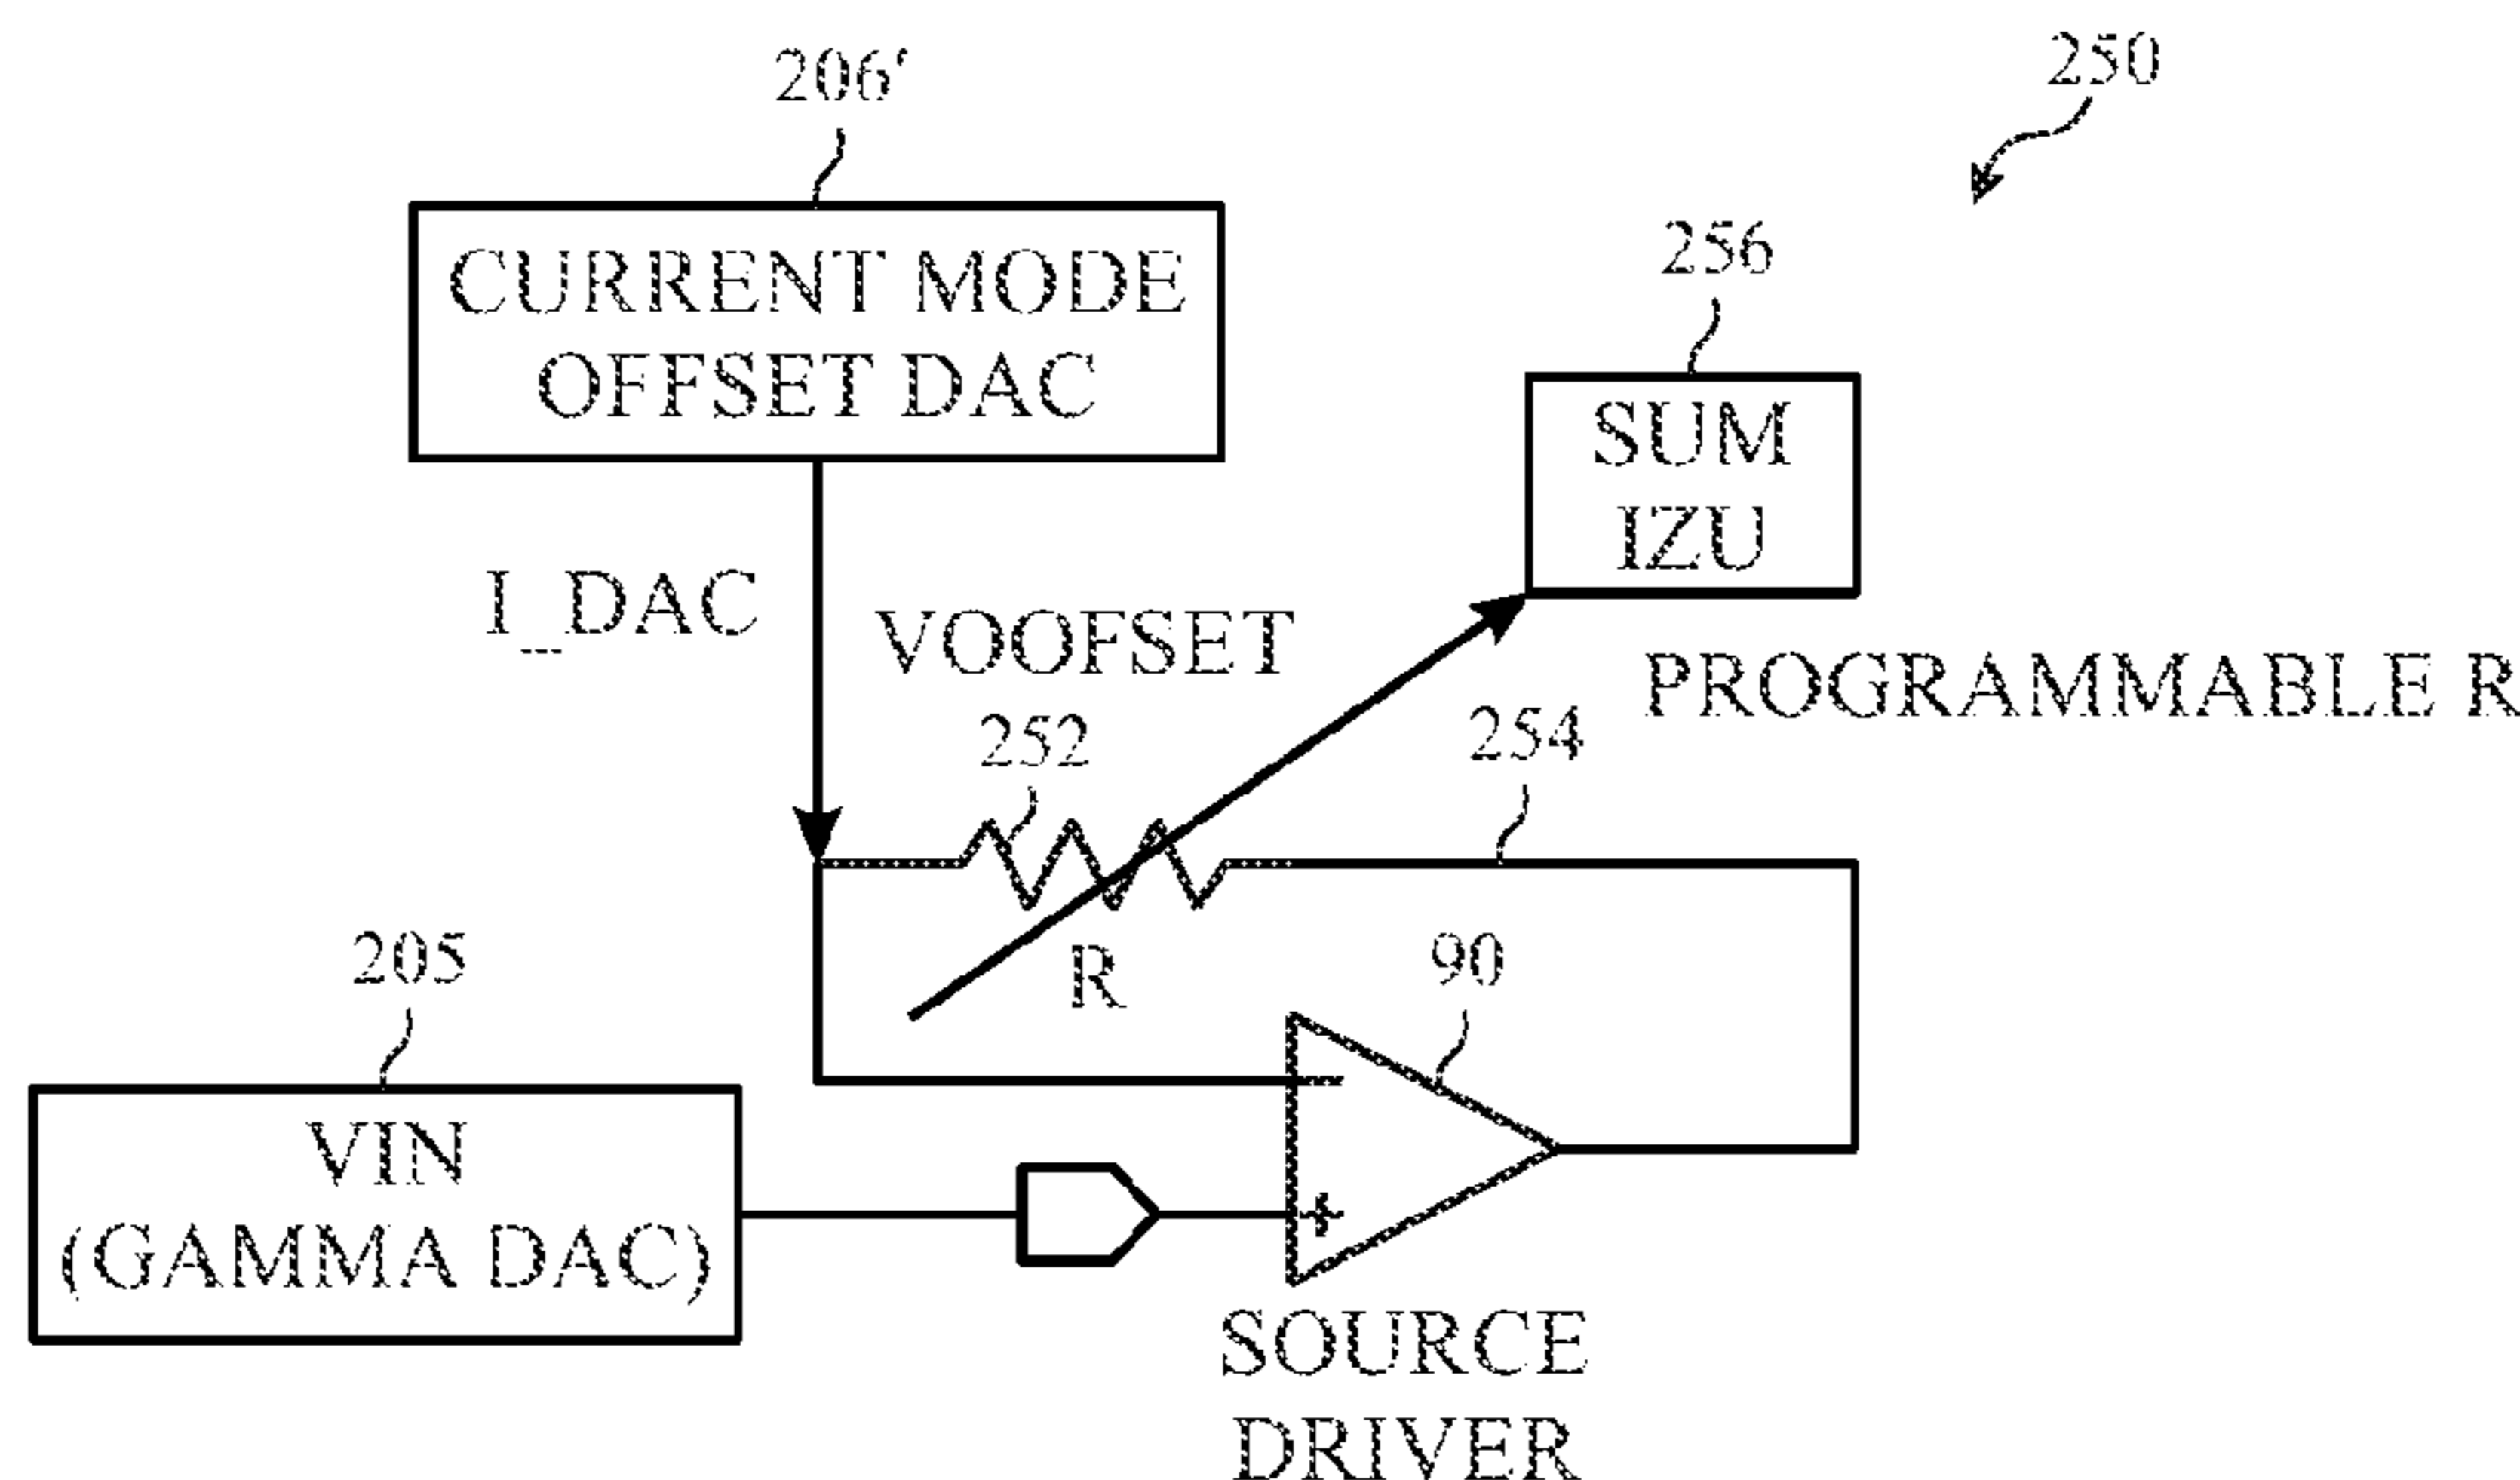 206'
250
CURRENT MODE
OFFSET DAC
256
SUM
IZU
I_DAC
VOOFSET
PROGRAMMABLE R
252
254
R
90
205
VIN
(GAMMA DAC)
-
+
SOURCE
DRIVER